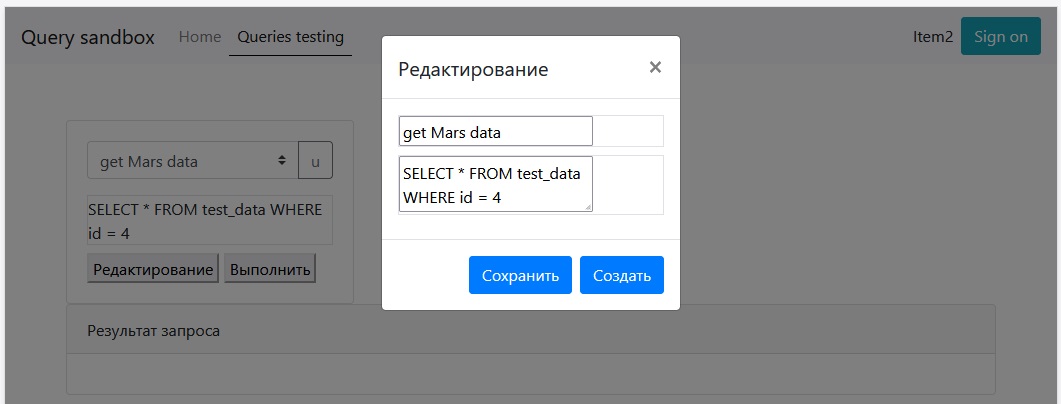 Query sandbox Home Queries testing Item2 Sign on
Редактирование ×
get Mars data
SELECT * FROM test_data
WHERE id = 4
Сохранить Создать
get Mars data u
SELECT * FROM test_data WHERE
id = 4
Редактирование Выполнить
Результат запроса